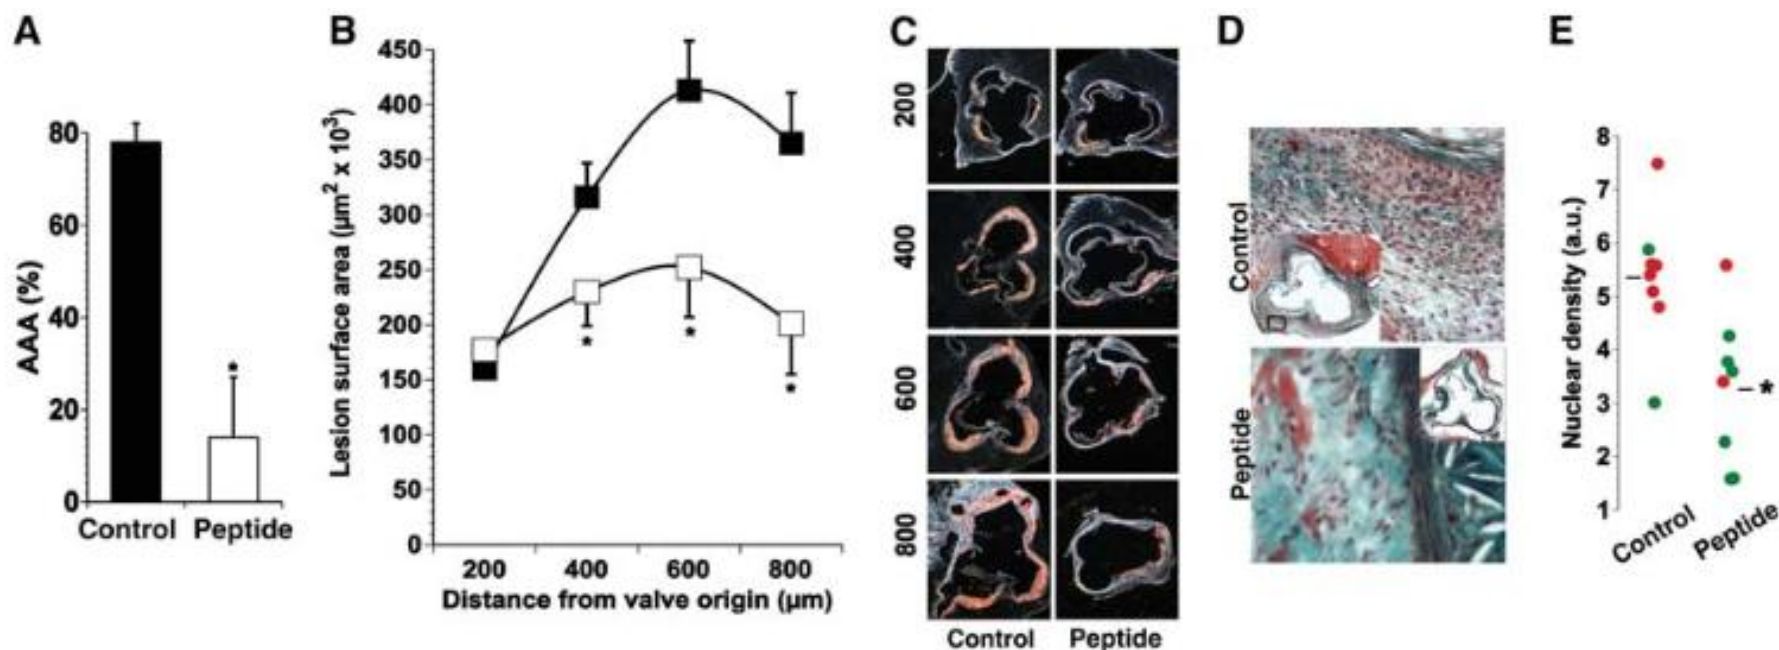 A
AAA (%)
80
60
40
20
0
Control Peptide
*
B
Lesion surface area (µm² x 10³)
450
400
350
300
250
200
150
100
50
0
* * *
200 400 600 800
Distance from valve origin (µm)
C
200
400
600
800
Control Peptide
D
Control
Peptide
E
Nuclear density (a.u.)
8
7
6
5
4
3
2
1
*
Control Peptide